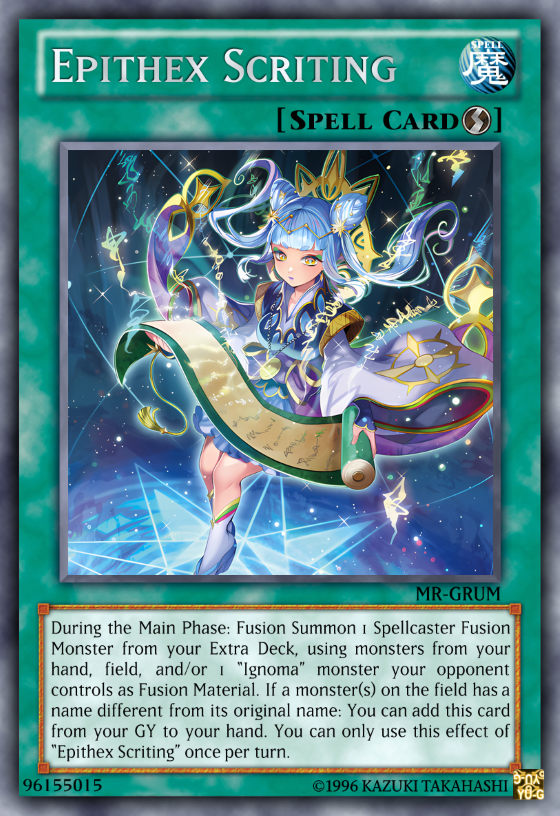 Epithex Scriting
SPELL
魔
[Spell Card]
MR-GRUM
During the Main Phase: Fusion Summon 1 Spellcaster Fusion
Monster from your Extra Deck, using monsters from your
hand, field, and/or 1 "Ignoma" monster your opponent
controls as Fusion Material. If a monster(s) on the field has a
name different from its original name: You can add this card
from your GY to your hand. You can only use this effect of
"Epithex Scriting" once per turn.
96155015
©1996 KAZUKI TAKAHASHI